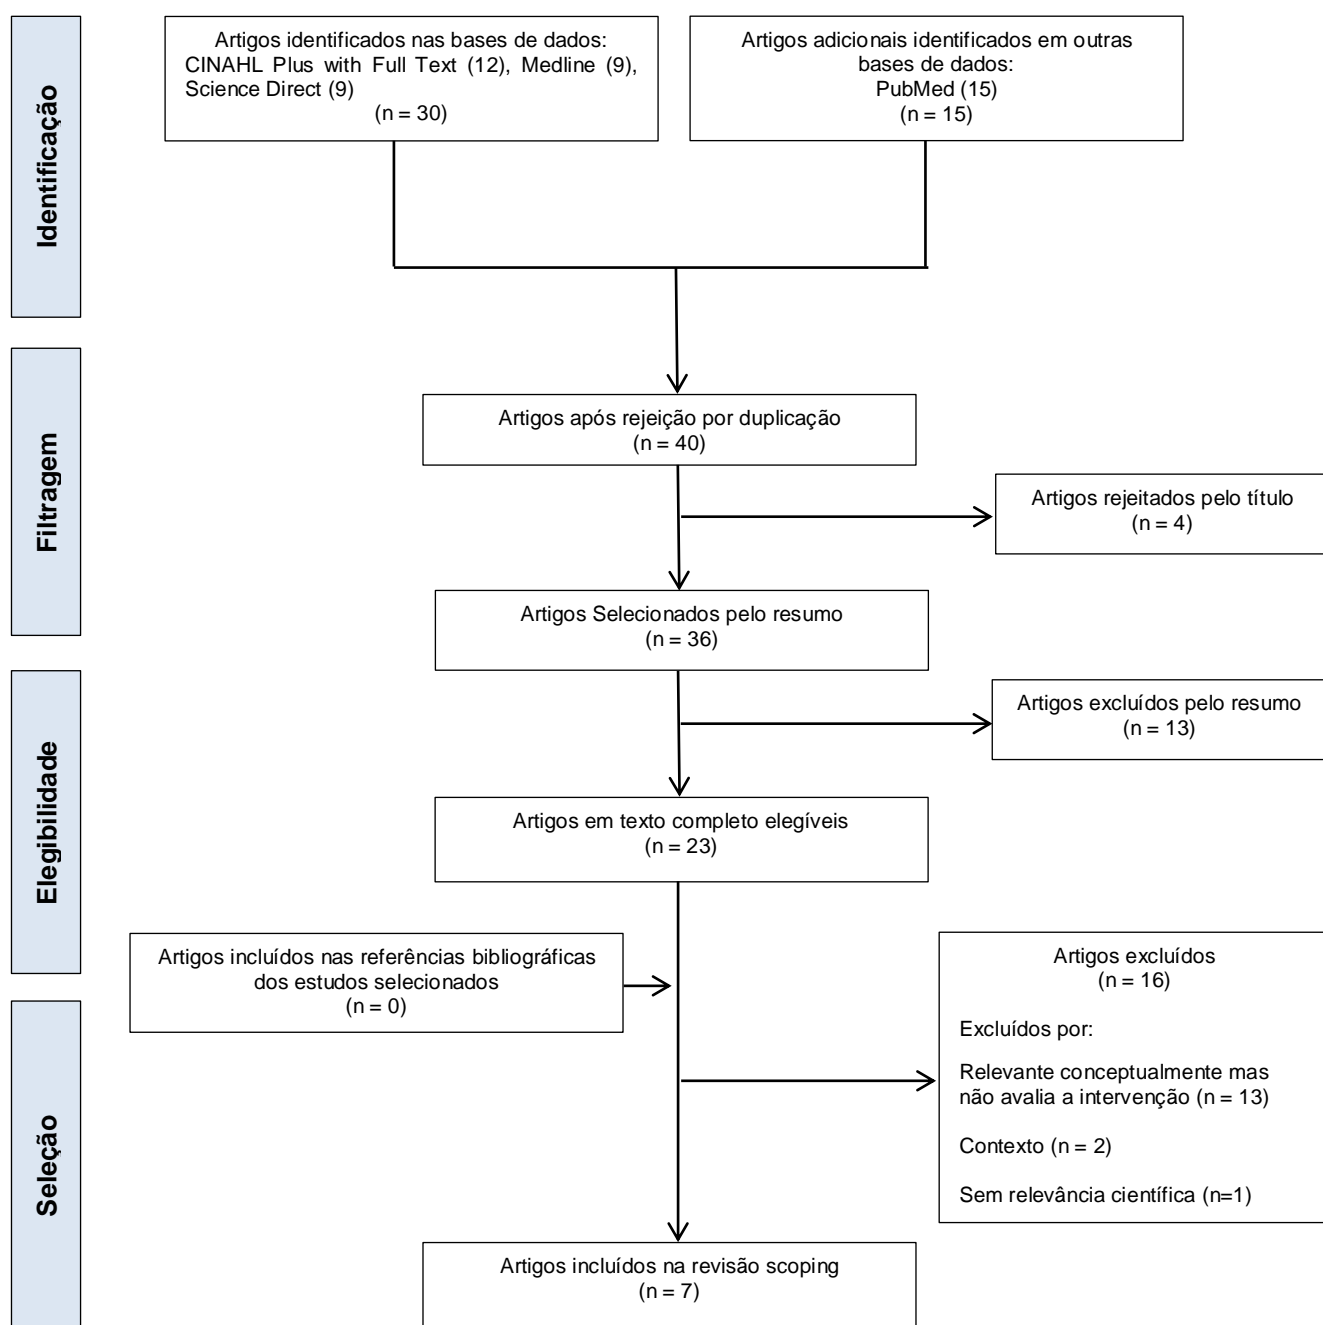 Identificação
Artigos identificados nas bases de dados:
CINAHL Plus with Full Text (12), Medline (9),
Science Direct (9)
(n = 30)
Artigos adicionais identificados em outras
bases de dados:
PubMed (15)
(n = 15)
Filtragem
Artigos após rejeição por duplicação
(n = 40)
Artigos rejeitados pelo título
(n = 4)
Artigos Selecionados pelo resumo
(n = 36)
Elegibilidade
Artigos excluídos pelo resumo
(n = 13)
Artigos em texto completo elegíveis
(n = 23)
Artigos incluídos nas referências bibliográficas
dos estudos selecionados
(n = 0)
Artigos excluídos
(n = 16)
Excluídos por:
Relevante conceptualmente mas
não avalia a intervenção (n = 13)
Contexto (n = 2)
Sem relevância científica (n=1)
Seleção
Artigos incluídos na revisão scoping
(n = 7)